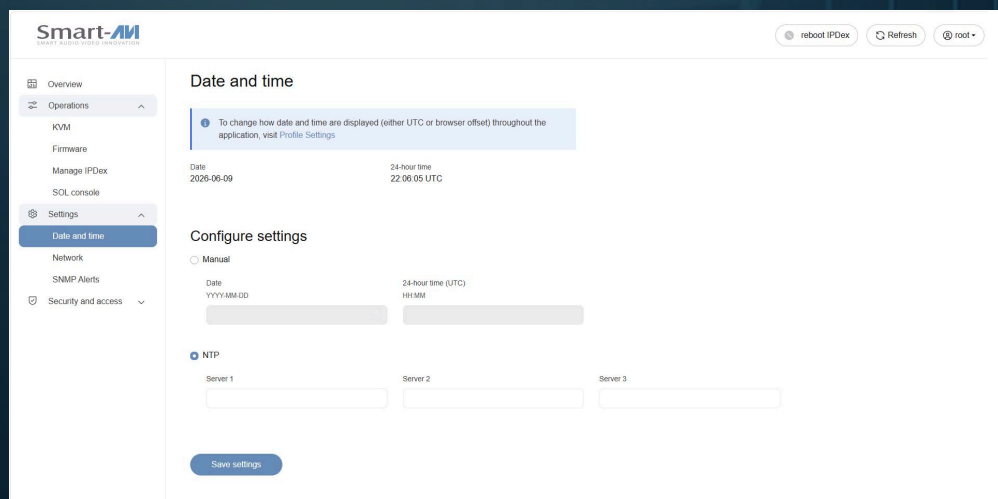 Smart-AVI
SMART AUDIO VIDEO INNOVATION
reboot IPDex
Refresh
root
Overview
Operations
KVM
Firmware
Manage IPDex
SOL console
Settings
Date and time
Network
SNMP Alerts
Security and access
Date and time
To change how date and time are displayed (either UTC or browser offset) throughout the
application, visit Profile Settings
Date
24-hour time
2026-06-09
22:06:05 UTC
Configure settings
Manual
Date
24-hour time (UTC)
YYYY-MM-DD
HH:MM
NTP
Server 1
Server 2
Server 3
Save settings